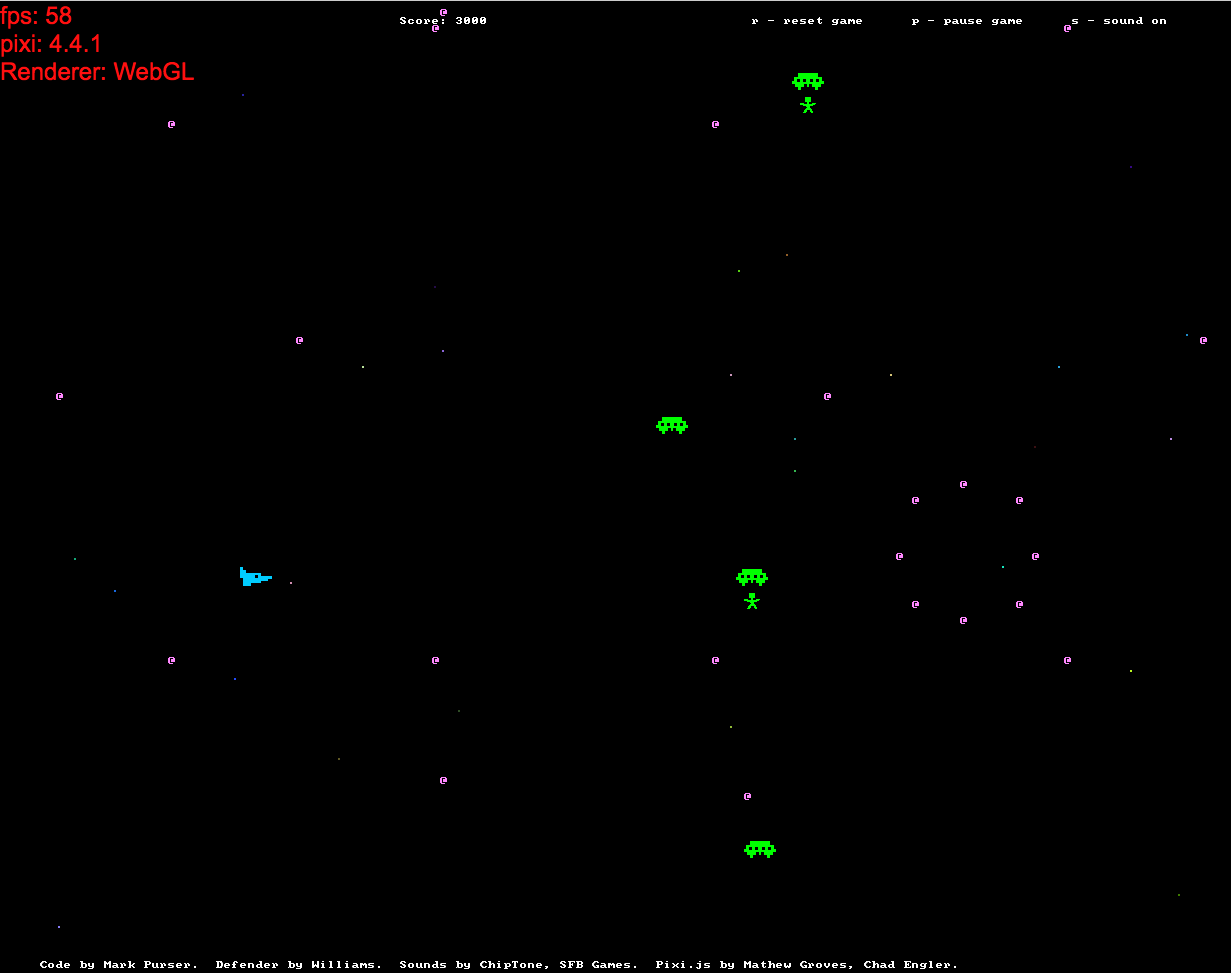 fps: 58
Score: 3000 r - reset game p - pause game s - sound on
pixi: 4.4.1
Renderer: WebGL
Code by Mark Purser. Defender by Williams. Sounds by ChipTone, SFB Games. Pixi.js by Mathew Groves, Chad Engler.